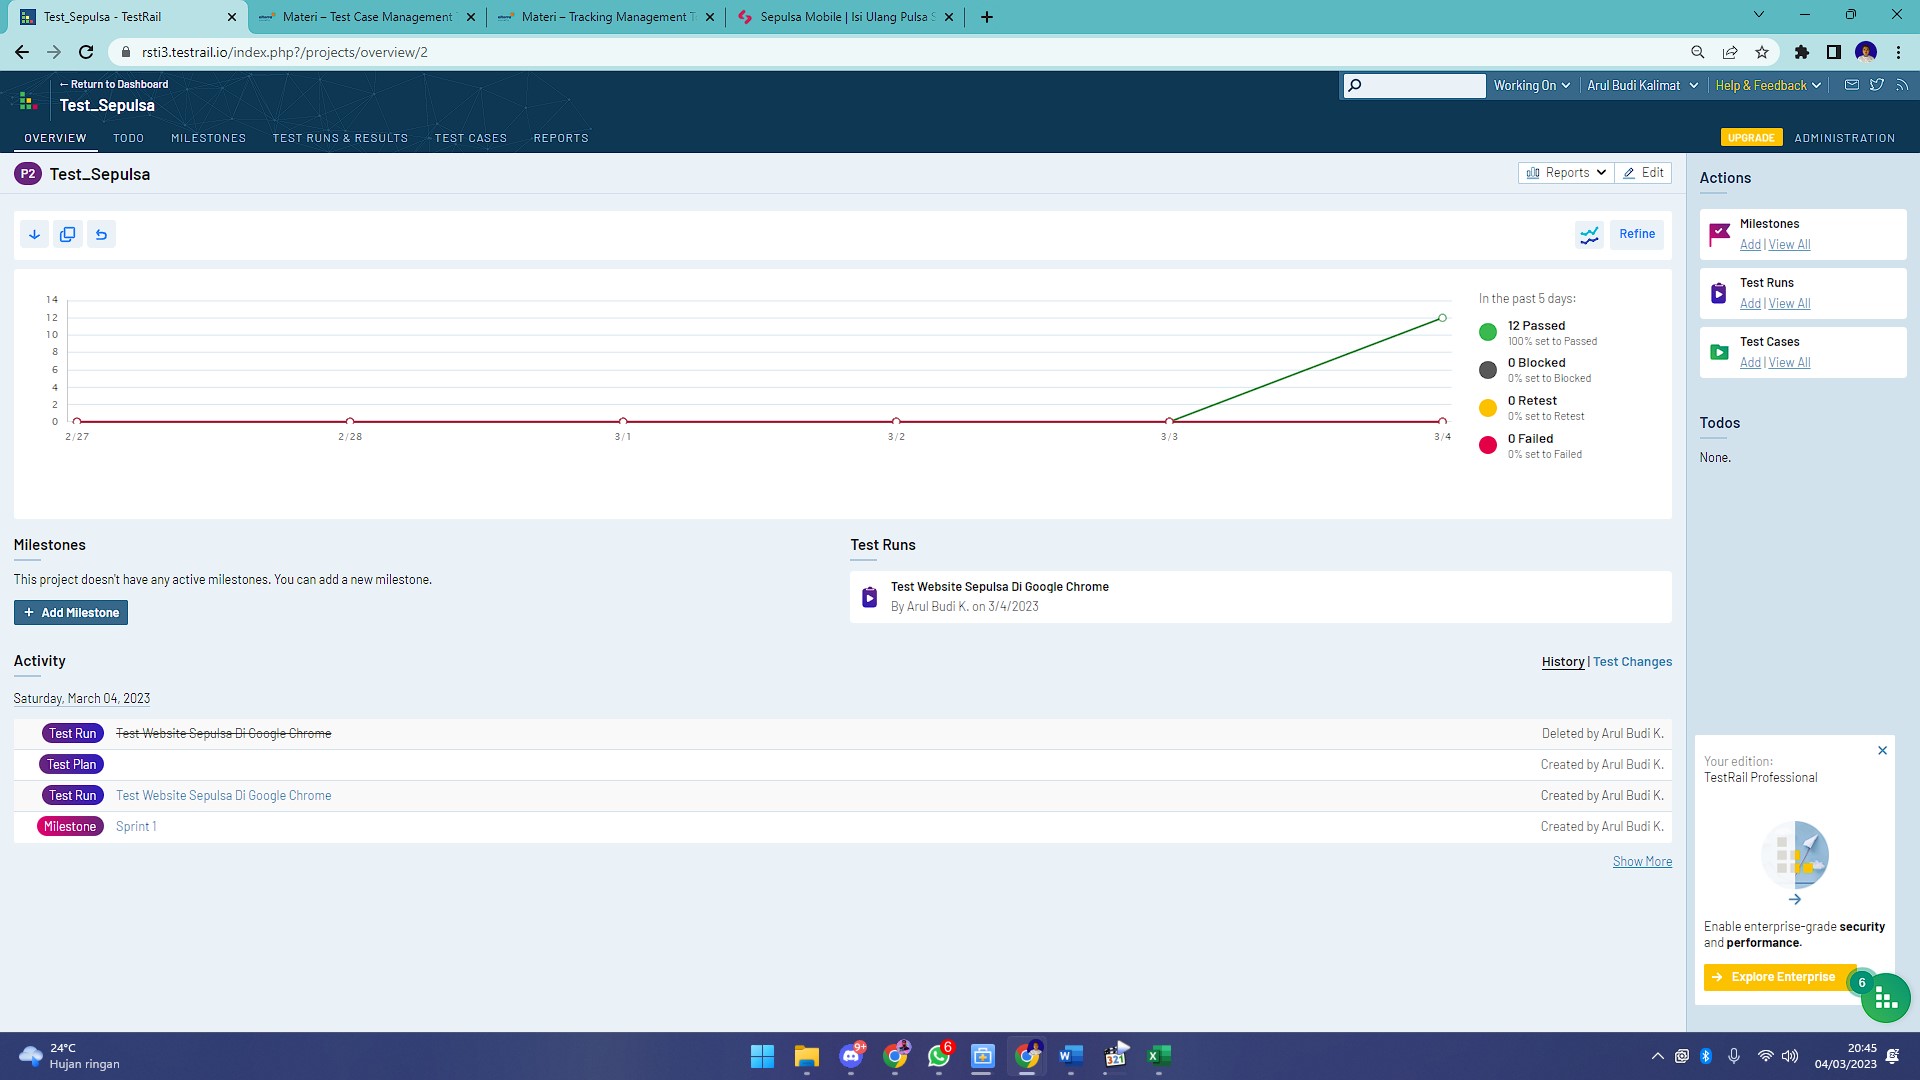 Test_Sepulsa - TestRail
Materi – Test Case Management
Materi – Tracking Management T
Sepulsa Mobile | Isi Ulang Pulsa S
rsti3.testrail.io/index.php?/projects/overview/2
← Return to Dashboard
Test_Sepulsa
Working On
Arul Budi Kalimat
Help & Feedback
OVERVIEW
TODO
MILESTONES
TEST RUNS & RESULTS
TEST CASES
REPORTS
UPGRADE
ADMINISTRATION
P2
Test_Sepulsa
Reports
Edit
Refine
14
12
10
8
6
4
2
0
2/27
2/28
3/1
3/2
3/3
3/4
In the past 5 days:
12 Passed
100% set to Passed
0 Blocked
0% set to Blocked
0 Retest
0% set to Retest
0 Failed
0% set to Failed
Milestones
This project doesn't have any active milestones. You can add a new milestone.
+ Add Milestone
Test Runs
Test Website Sepulsa Di Google Chrome
By Arul Budi K. on 3/4/2023
Activity
History | Test Changes
Saturday, March 04, 2023
Test Run Test Website Sepulsa Di Google Chrome Deleted by Arul Budi K.
Test Plan Created by Arul Budi K.
Test Run Test Website Sepulsa Di Google Chrome Created by Arul Budi K.
Milestone Sprint 1 Created by Arul Budi K.
Show More
Actions
Milestones
Add | View All
Test Runs
Add | View All
Test Cases
Add | View All
Todos
None.
Your edition:
TestRail Professional
Enable enterprise-grade security
and performance.
Explore Enterprise
6
24°C
Hujan ringan
9+
6
321
20:45
04/03/2023